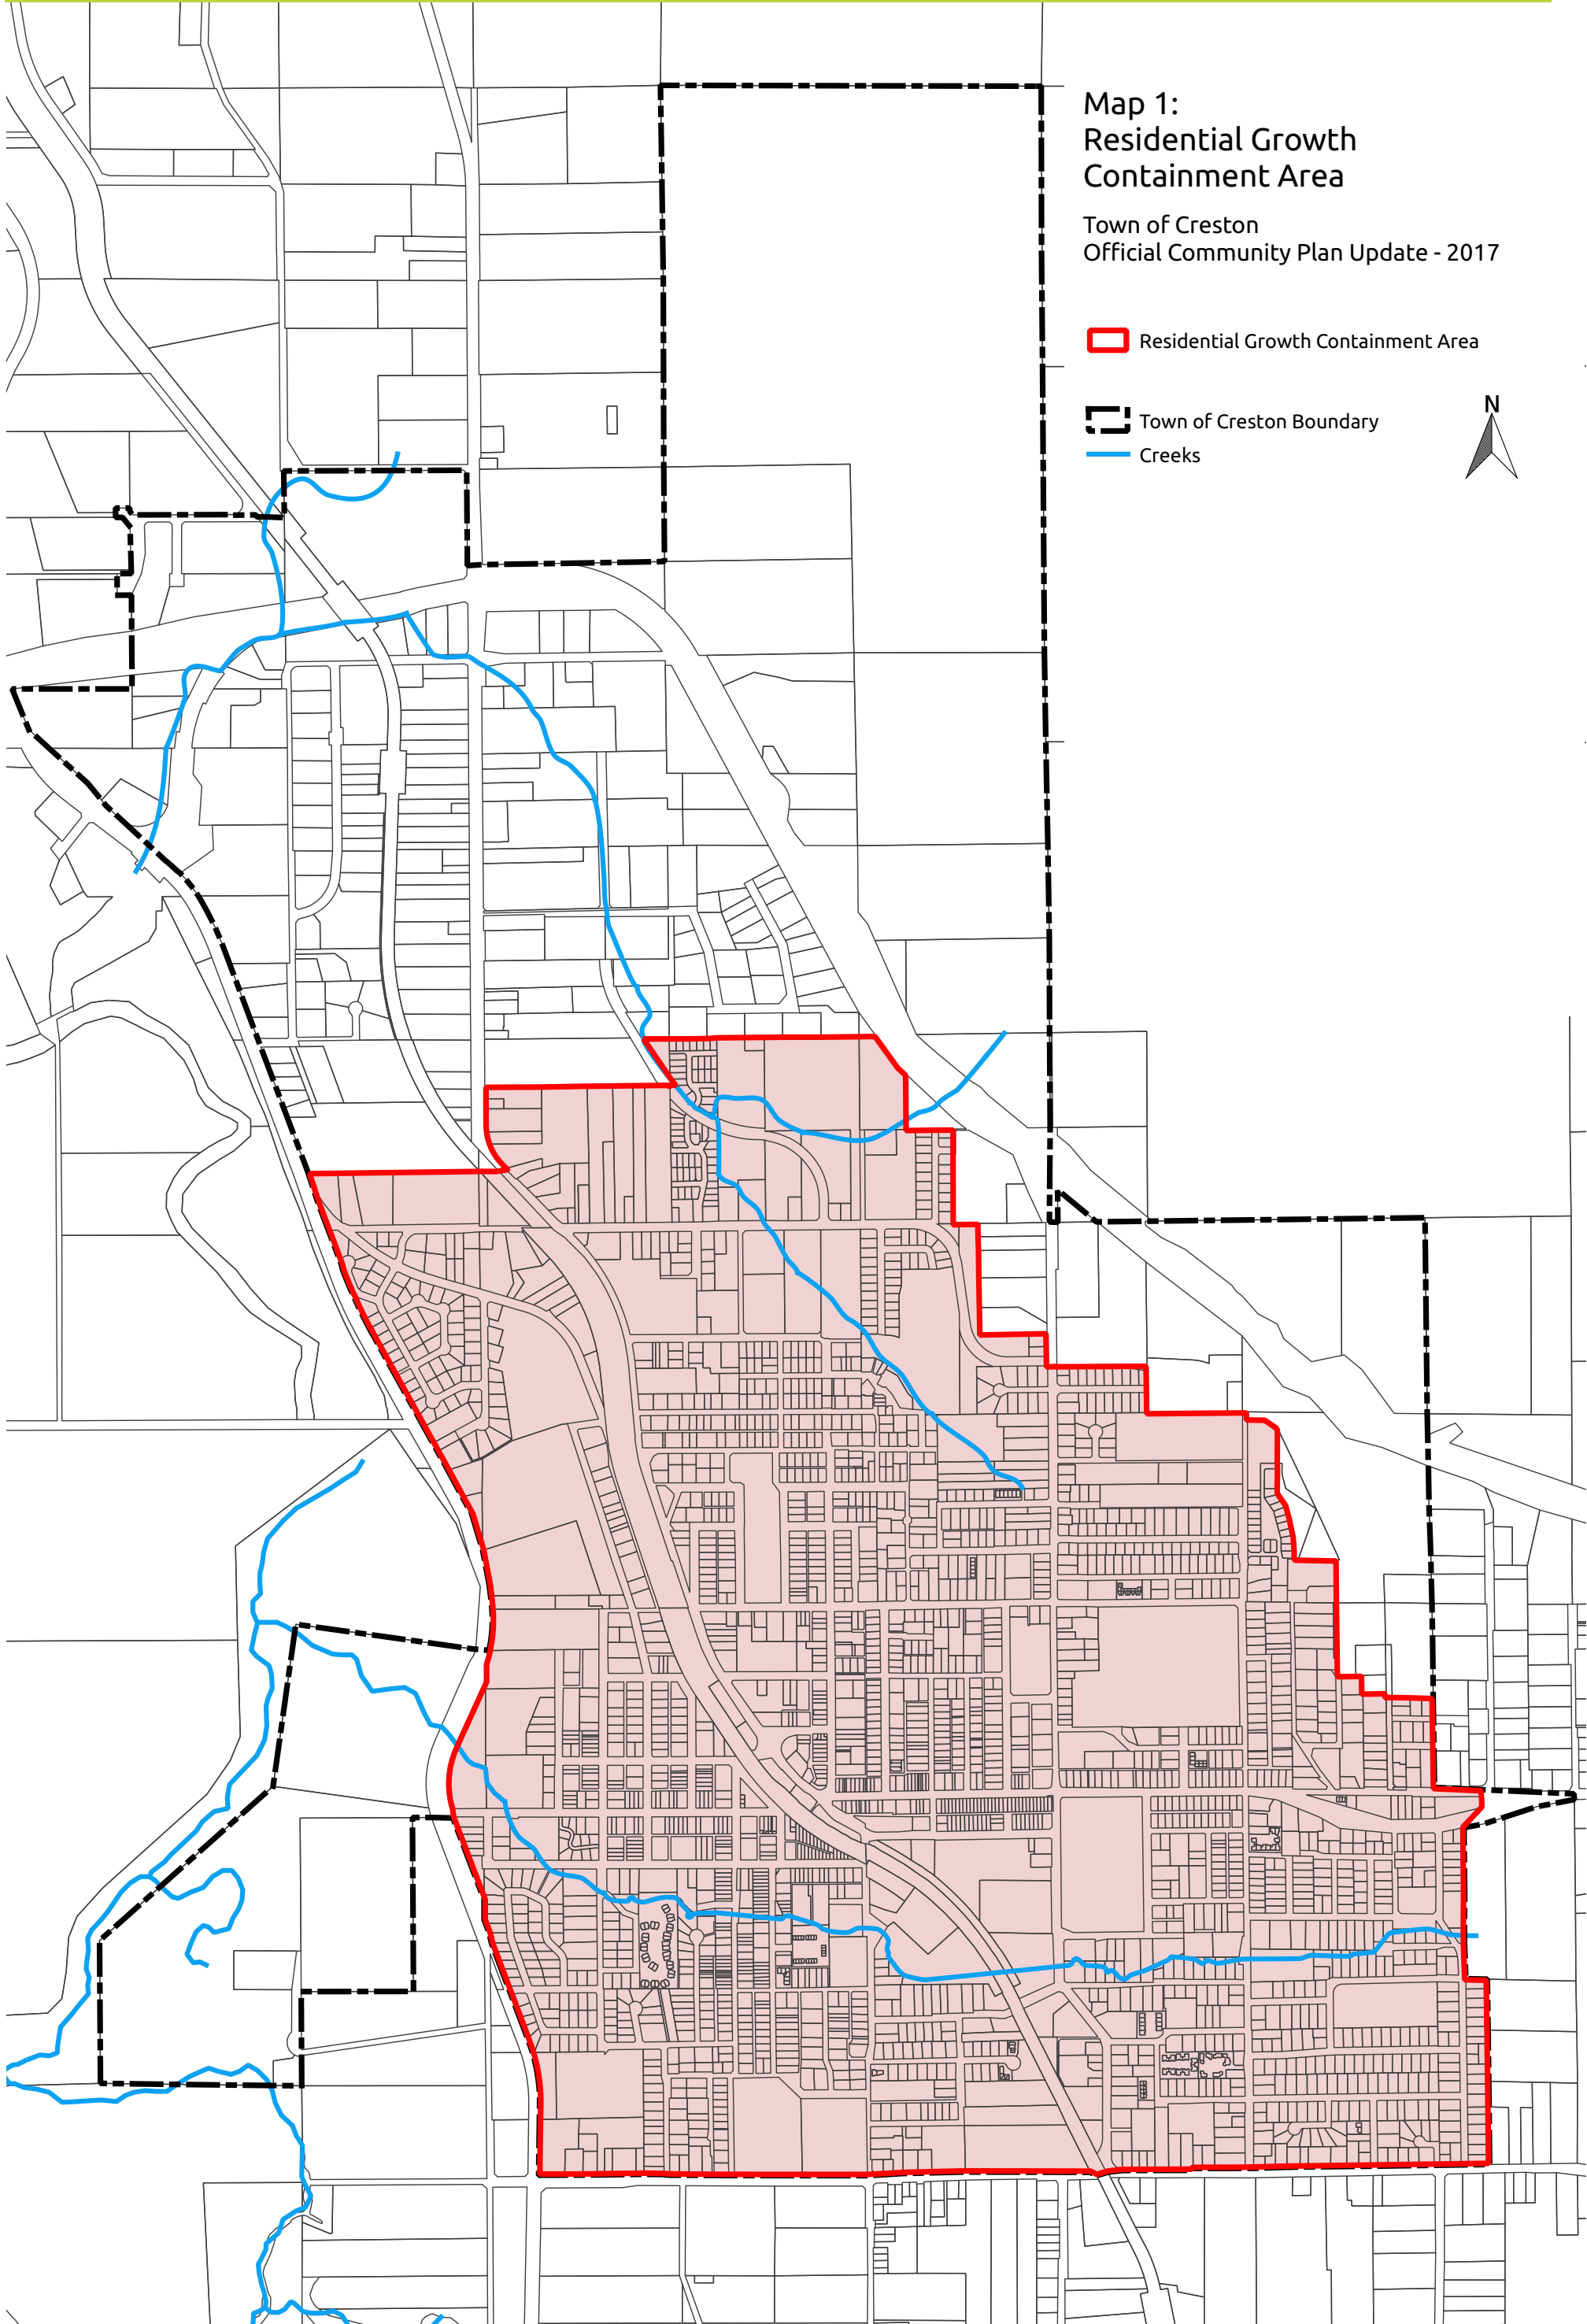 Map 1:
Residential Growth
Containment Area
Town of Creston
Official Community Plan Update - 2017
Residential Growth Containment Area
N
Town of Creston Boundary
Creeks